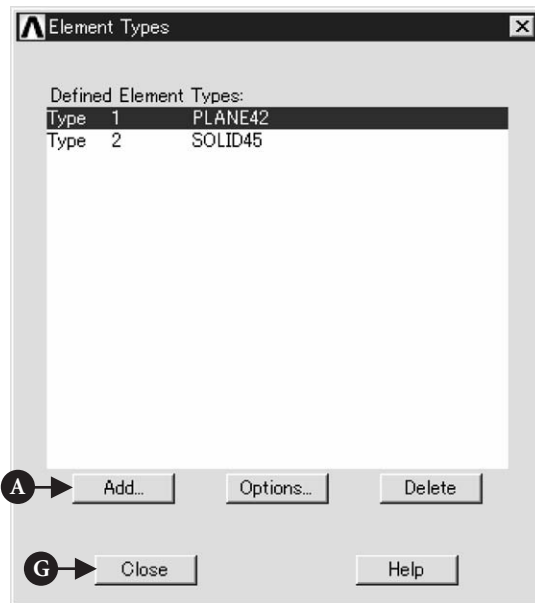 Element Types
Defined Element Types:
Type 1 PLANE42
Type 2 SOLID45
A Add... Options... Delete
G Close Help